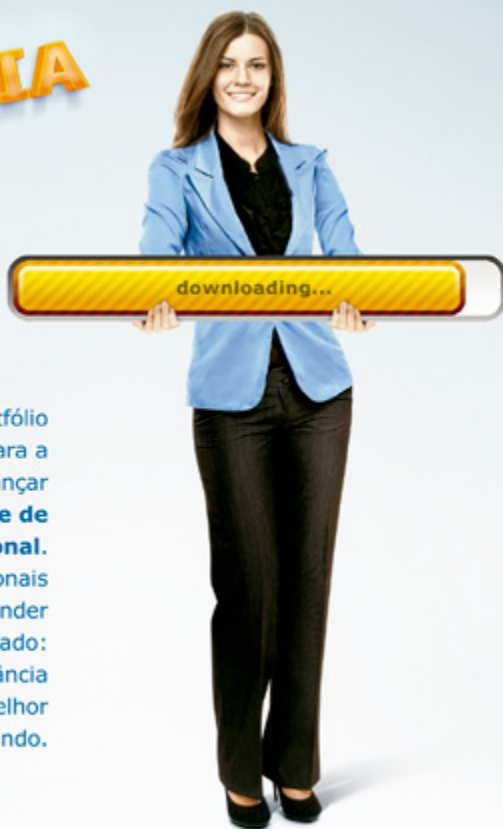 IA
downloading...
tfólio
ara a
nçar
e de
onal.
onais
nder
ado:
ância
elhor
ndo.